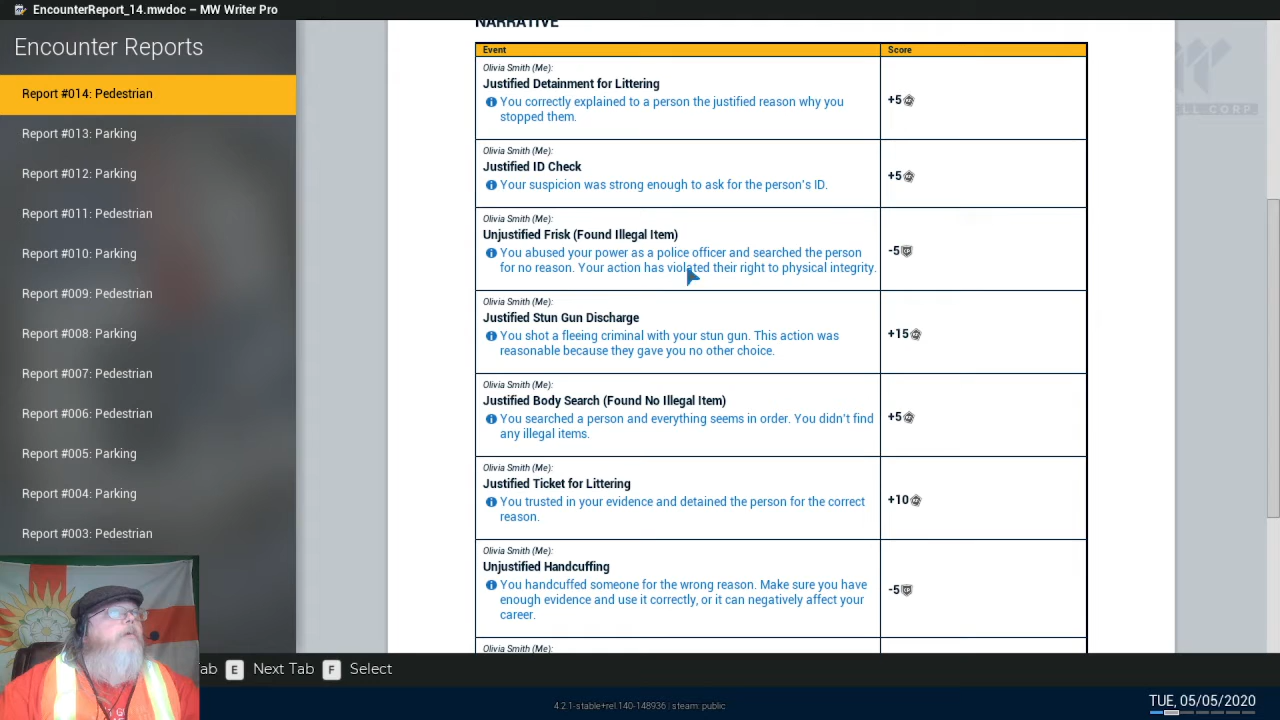 EncounterReport_14.mwdoc – MW Writer Pro
Encounter Reports
Report #014: Pedestrian
Report #013: Parking
Report #012: Parking
Report #011: Pedestrian
Report #010: Parking
Report #009: Pedestrian
Report #008: Parking
Report #007: Pedestrian
Report #006: Pedestrian
Report #005: Parking
Report #004: Parking
Report #003: Pedestrian
NARRATIVE
Event Score
Olivia Smith (Me):
Justified Detainment for Littering
You correctly explained to a person the justified reason why you
stopped them.
+5
Olivia Smith (Me):
Justified ID Check
Your suspicion was strong enough to ask for the person's ID.
+5
Olivia Smith (Me):
Unjustified Frisk (Found Illegal Item)
You abused your power as a police officer and searched the person
for no reason. Your action has violated their right to physical integrity.
-5
Olivia Smith (Me):
Justified Stun Gun Discharge
You shot a fleeing criminal with your stun gun. This action was
reasonable because they gave you no other choice.
+15
Olivia Smith (Me):
Justified Body Search (Found No Illegal Item)
You searched a person and everything seems in order. You didn't find
any illegal items.
+5
Olivia Smith (Me):
Justified Ticket for Littering
You trusted in your evidence and detained the person for the correct
reason.
+10
Olivia Smith (Me):
Unjustified Handcuffing
You handcuffed someone for the wrong reason. Make sure you have
enough evidence and use it correctly, or it can negatively affect your
career.
-5
Olivia Smith (Me):
LL CORP.
ab E Next Tab F Select
4.2.1-stable+rel.140-148936 | steam: public
TUE, 05/05/2020